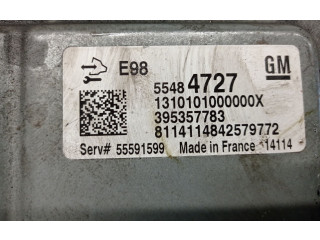 E98
GM
5548 4727
1310101000000X
395357783
8114114842579772
Serv# 55591599 Made in France 14114